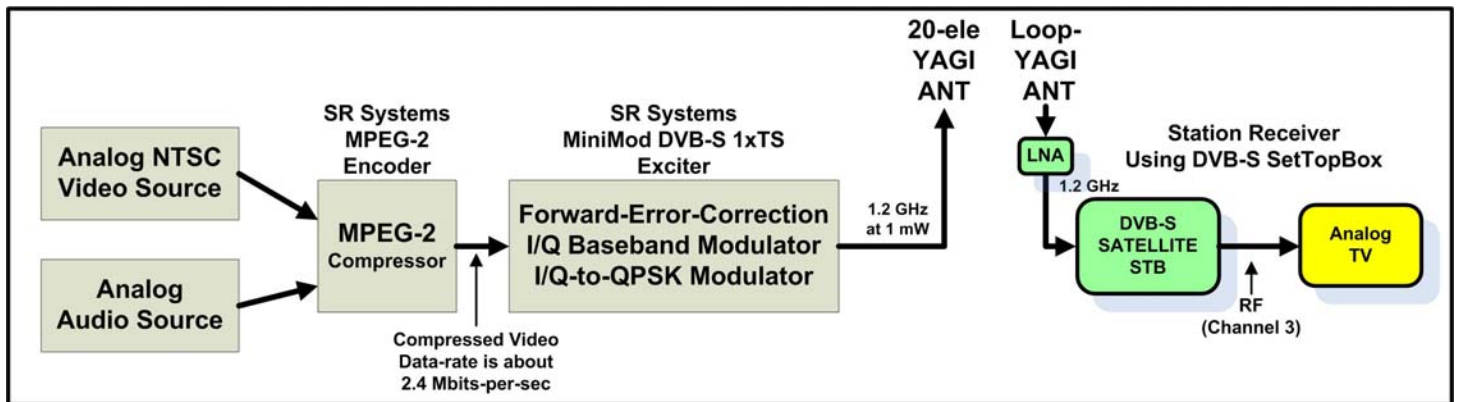 Analog NTSC
Video Source
Analog
Audio Source
SR Systems
MPEG-2
Encoder
MPEG-2
Compressor
Compressed Video
Data-rate is about
2.4 Mbits-per-sec
SR Systems
MiniMod DVB-S 1xTS
Exciter
Forward-Error-Correction
I/Q Baseband Modulator
I/Q-to-QPSK Modulator
1.2 GHz
at 1 mW
20-ele
YAGI
ANT
Loop-
YAGI
ANT
LNA
1.2 GHz
Station Receiver
Using DVB-S SetTopBox
DVB-S
SATELLITE
STB
RF
(Channel 3)
Analog
TV